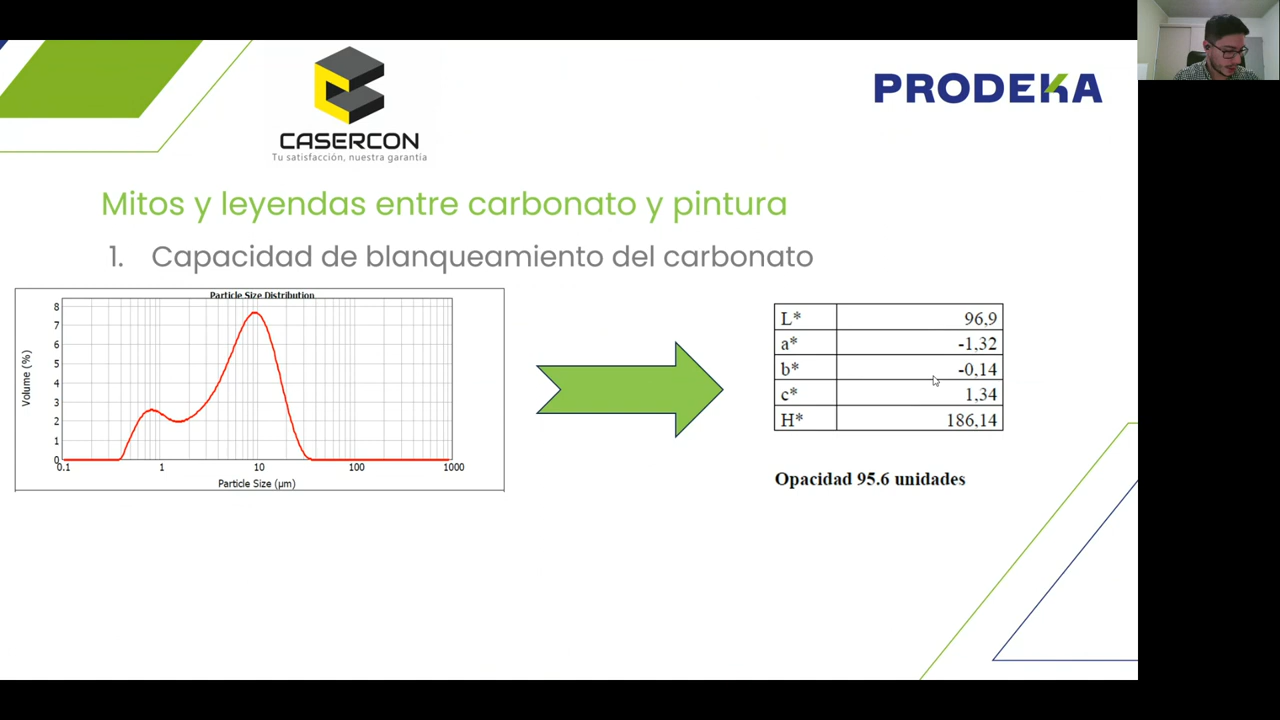 CASERCON
Tu satisfacción, nuestra garantía
PRODEKA
Mitos y leyendas entre carbonato y pintura
1. Capacidad de blanqueamiento del carbonato
Particle Size Distribution
Volume (%)
8
7
6
5
4
3
2
1
0
0.1 1 10 100 1000
Particle Size (µm)
L* 96,9
a* -1,32
b* -0,14
c* 1,34
H* 186,14
Opacidad 95.6 unidades